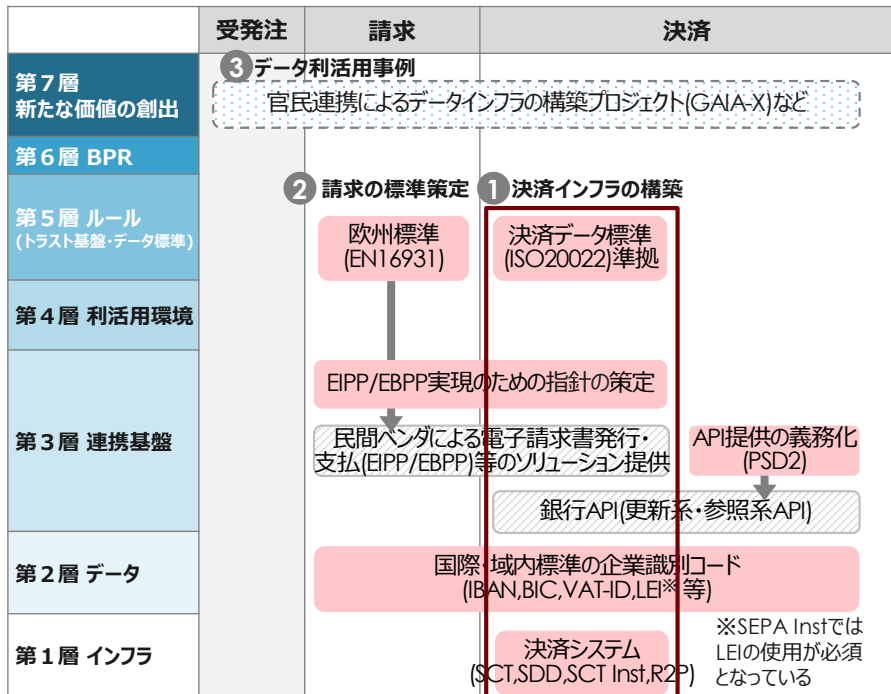 受発注 請求 決済
第7層
新たな価値の創出
3 データ利活用事例
官民連携によるデータインフラの構築プロジェクト(GAIA-X)など
第6層 BPR
2 請求の標準策定 1 決済インフラの構築
第5層 ルール
(トラスト基盤・データ標準)
欧州標準
(EN16931)
決済データ標準
(ISO20022)準拠
第4層 利活用環境
EIPP/EBPP実現のための指針の策定
第3層 連携基盤
民間ベンダによる電子請求書発行・
支払(EIPP/EBPP)等のソリューション提供
API提供の義務化
(PSD2)
銀行API(更新系・参照系API)
第2層 データ
国際・域内標準の企業識別コード
(IBAN,BIC,VAT-ID,LEI※ 等)
第1層 インフラ
決済システム
(SCT,SDD,SCT Inst,R2P)
※SEPA Instでは
LEIの使用が必須
となっている